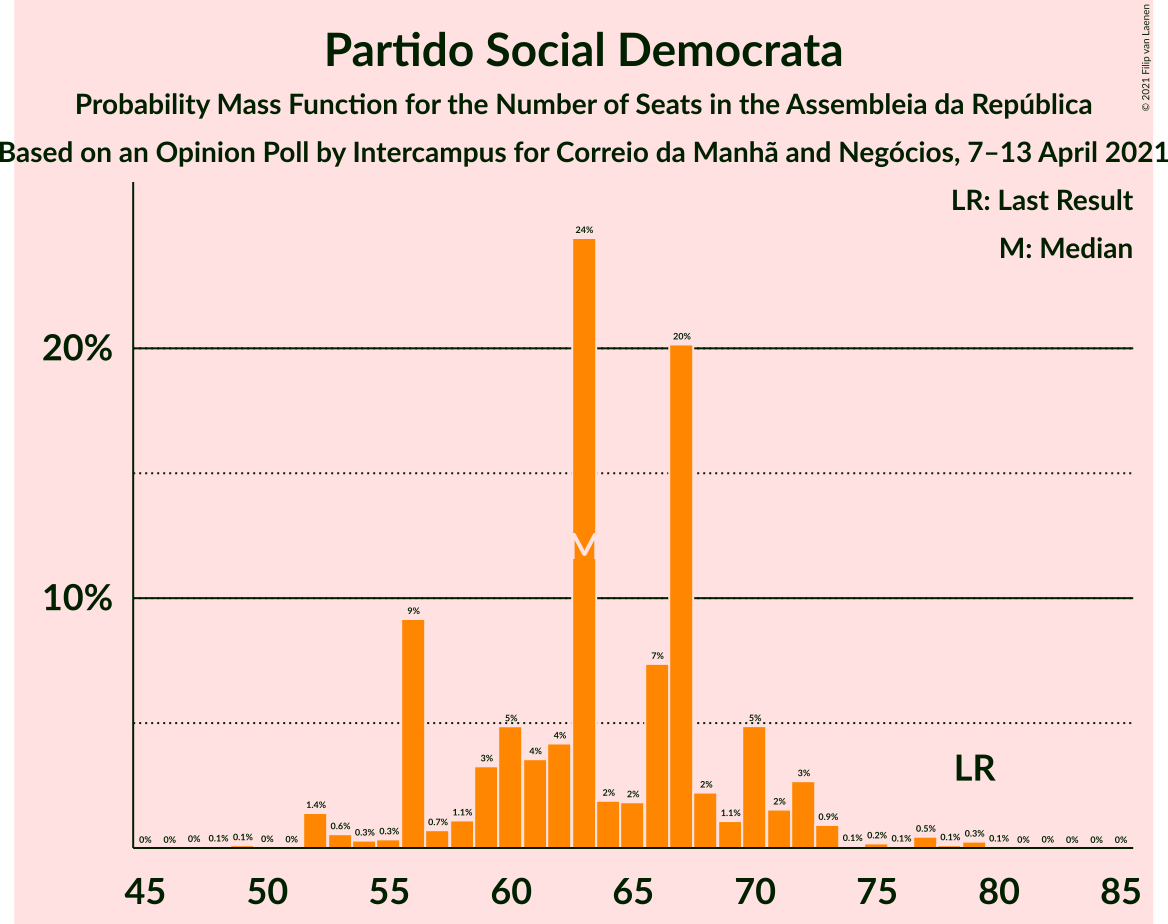 Partido Social Democrata
Probability Mass Function for the Number of Seats in the Assembleia da República
Based on an Opinion Poll by Intercampus for Correio da Manhã and Negócios, 7–13 April 2021
© 2021 Filip van Laenen
LR: Last Result
M: Median
20%
10%
0% 0% 0% 0.1% 0.1% 0% 0% 1.4% 0.6% 0.3% 0.3% 9% 0.7% 1.1% 3% 5% 4% 4% 24% 2% 2% 7% 20% 2% 1.1% 5% 2% 3% 0.9% 0.1% 0.2% 0.1% 0.5% 0.1% 0.3% 0.1% 0% 0% 0% 0% 0%
M
LR
45 50 55 60 65 70 75 80 85